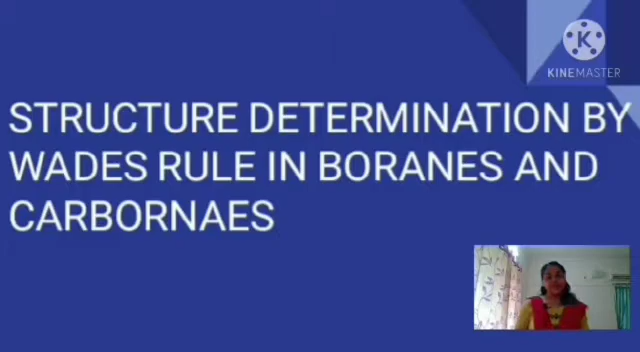 KINEMASTER
STRUCTURE DETERMINATION BY
WADES RULE IN BORANES AND
CARBORNAES